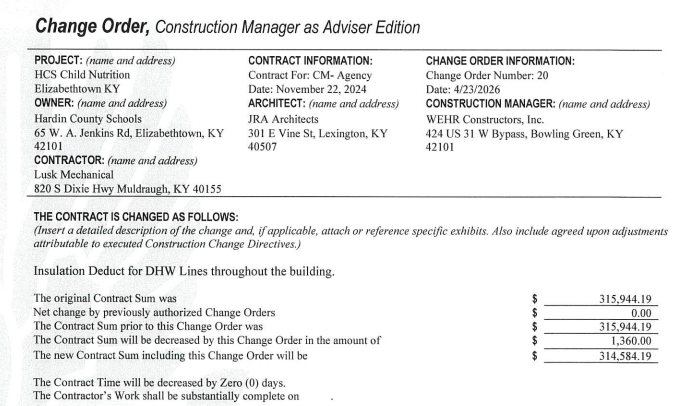 Change Order, Construction Manager as Adviser Edition
PROJECT: (name and address)
HCS Child Nutrition
Elizabethtown KY
OWNER: (name and address)
Hardin County Schools
65 W. A. Jenkins Rd, Elizabethtown, KY
42101
CONTRACTOR: (name and address)
Lusk Mechanical
820 S Dixie Hwy Muldraugh, KY 40155
CONTRACT INFORMATION:
Contract For: CM- Agency
Date: November 22, 2024
ARCHITECT: (name and address)
JRA Architects
301 E Vine St, Lexington, KY
40507
CHANGE ORDER INFORMATION:
Change Order Number: 20
Date: 4/23/2026
CONSTRUCTION MANAGER: (name and address)
WEHR Constructors, Inc.
424 US 31 W Bypass, Bowling Green, KY
42101
THE CONTRACT IS CHANGED AS FOLLOWS:
(Insert a detailed description of the change and, if applicable, attach or reference specific exhibits. Also include agreed upon adjustments
attributable to executed Construction Change Directives.)
Insulation Deduct for DHW Lines throughout the building.
The original Contract Sum was $ 315,944.19
Net change by previously authorized Change Orders $ 0.00
The Contract Sum prior to this Change Order was $ 315,944.19
The Contract Sum will be decreased by this Change Order in the amount of $ 1,360.00
The new Contract Sum including this Change Order will be $ 314,584.19
The Contract Time will be decreased by Zero (0) days.
The Contractor's Work shall be substantially complete on .